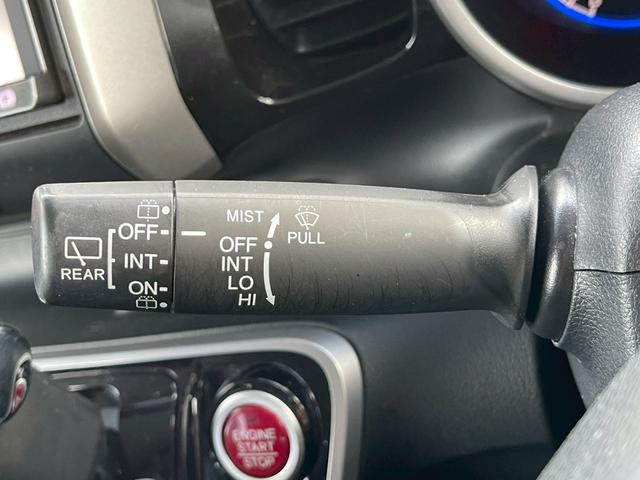 MIST
PULL
OFF
INT
LO
HI
REAR
OFF
INT
ON
ENGINE
START
STOP